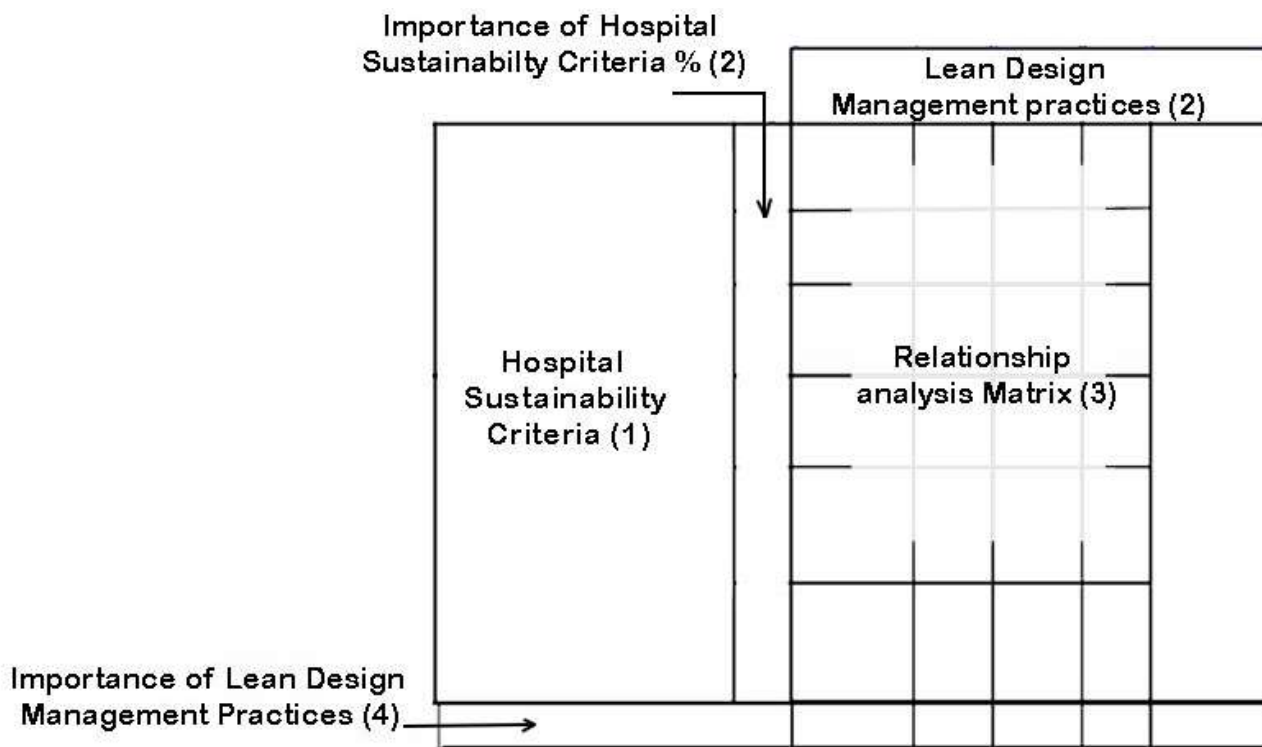 Importance of Hospital
Sustainabilty Criteria % (2)
Lean Design
Management practices (2)
Hospital
Sustainability
Criteria (1)
Relationship
analysis Matrix (3)
Importance of Lean Design
Management Practices (4)